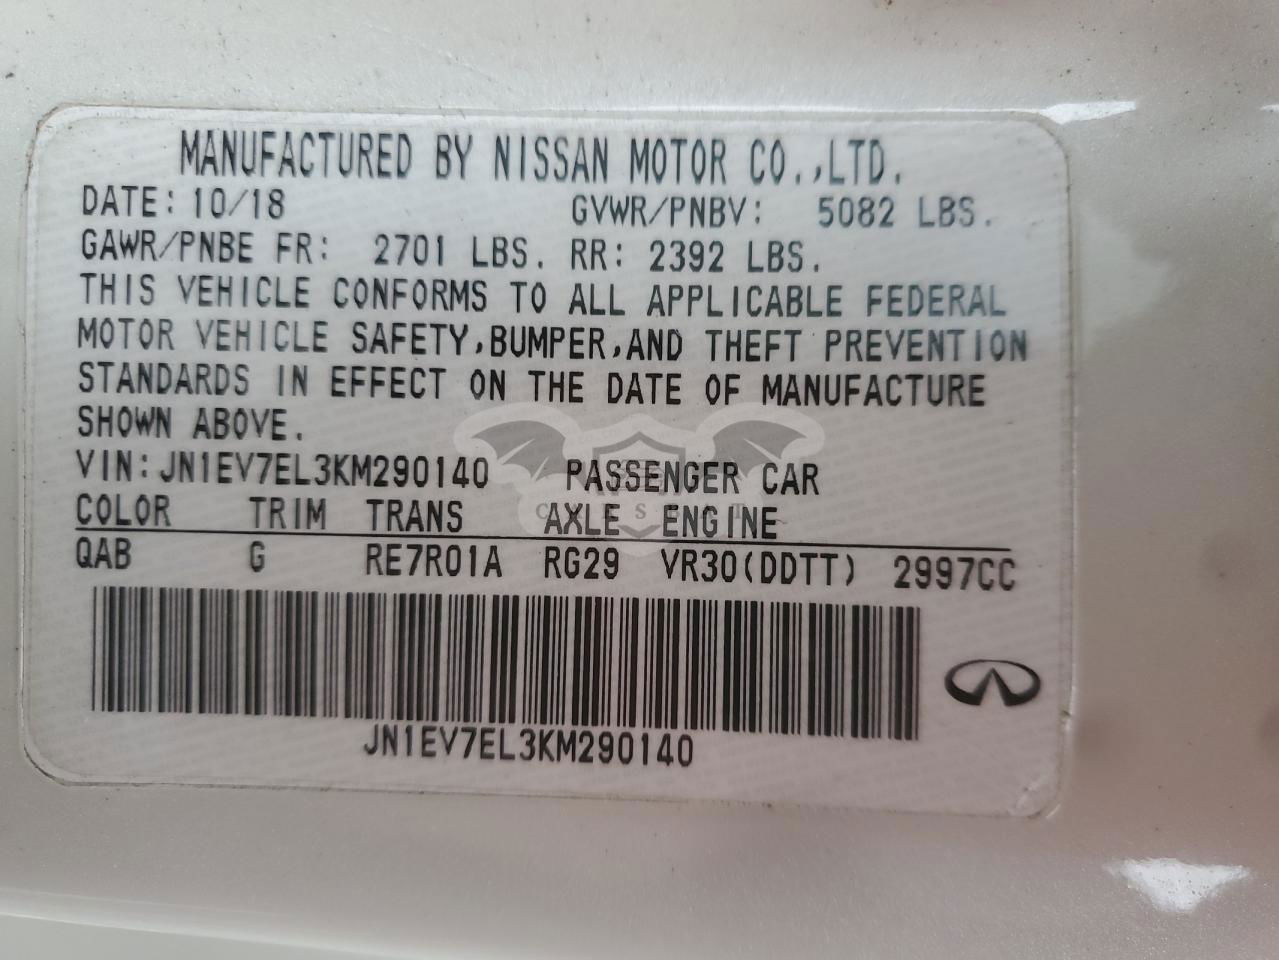 MANUFACTURED BY NISSAN MOTOR CO.,LTD.
DATE: 10/18 GVWR/PNBV: 5082 LBS.
GAWR/PNBE FR: 2701 LBS. RR: 2392 LBS.
THIS VEHICLE CONFORMS TO ALL APPLICABLE FEDERAL
MOTOR VEHICLE SAFETY,BUMPER,AND THEFT PREVENTION
STANDARDS IN EFFECT ON THE DATE OF MANUFACTURE
SHOWN ABOVE.
VIN:JN1EV7EL3KM290140 PASSENGER CAR
COLOR TRIM TRANS AXLE ENGINE
QAB G RE7R01A RG29 VR30(DDTT) 2997CC
JN1EV7EL3KM290140